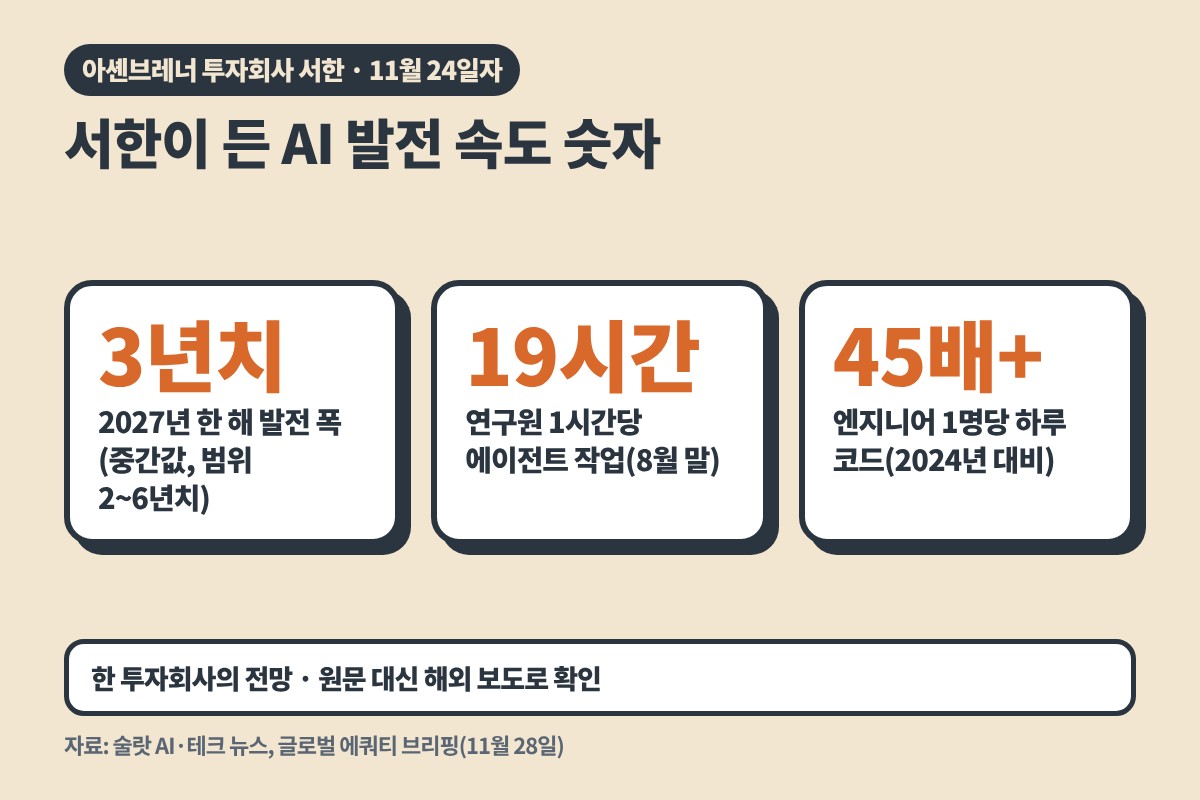 아셴브레너 투자회사 서한 · 11월 24일자
서한이 든 AI 발전 속도 숫자
3년치
2027년 한 해 발전 폭
(중간값, 범위
2~6년치)
19시간
연구원 1시간당
에이전트 작업(8월 말)
45배+
엔지니어 1명당 하루
코드(2024년 대비)
한 투자회사의 전망 · 원문 대신 해외 보도로 확인
자료: 술랏 AI·테크 뉴스, 글로벌 에쿼티 브리핑(11월 28일)